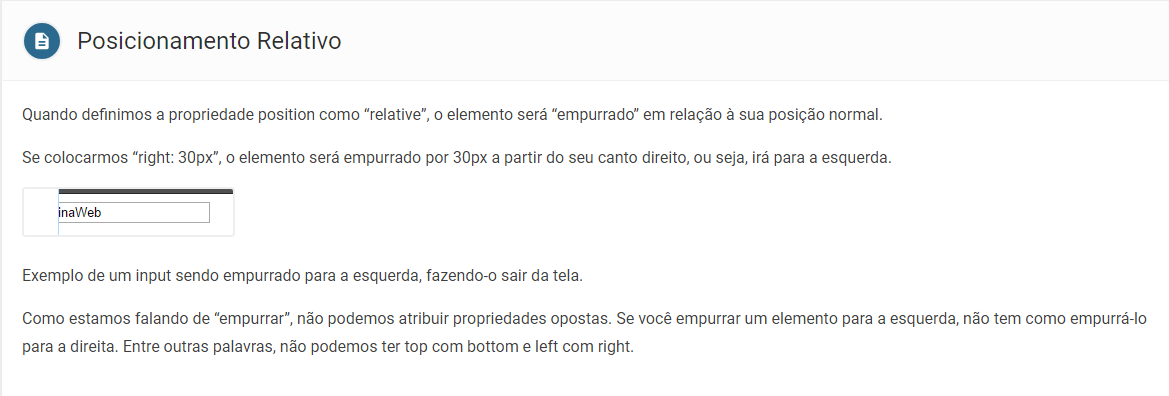 Posicionamento Relativo
Quando definimos a propriedade position como “relative”, o elemento será “empurrado” em relação à sua posição normal.
Se colocarmos “right: 30px”, o elemento será empurrado por 30px a partir do seu canto direito, ou seja, irá para a esquerda.
inaWeb
Exemplo de um input sendo empurrado para a esquerda, fazendo-o sair da tela.
Como estamos falando de “empurrar”, não podemos atribuir propriedades opostas. Se você empurrar um elemento para a esquerda, não tem como empurrá-lo
para a direita. Entre outras palavras, não podemos ter top com bottom e left com right.